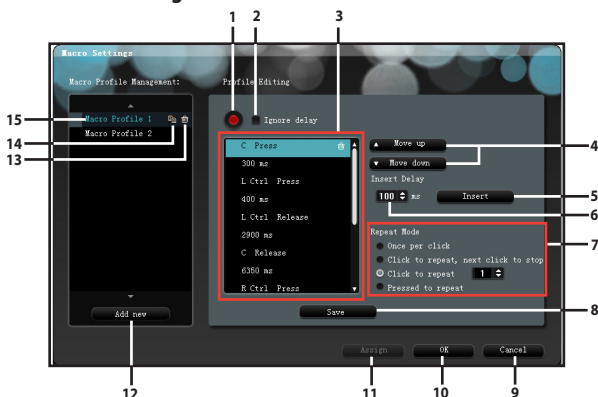 1 2 3
Macro Settings
Macro Profile Management:
Profile Editing
15
Macro Profile 1
14
Macro Profile 2
13
Ignore delay
C Press
300 ms
L Ctrl Press
400 ms
L Ctrl Release
2900 ms
C Release
6350 ms
R Ctrl Press
Move up
4
Move down
Insert Delay
100 ms
Insert
5
6
Repeat Mode
7
Once per click
Click to repeat, next click to stop
Click to repeat 1
Pressed to repeat
Add new
Save
8
Assign
OK
Cancel
12 11 10 9